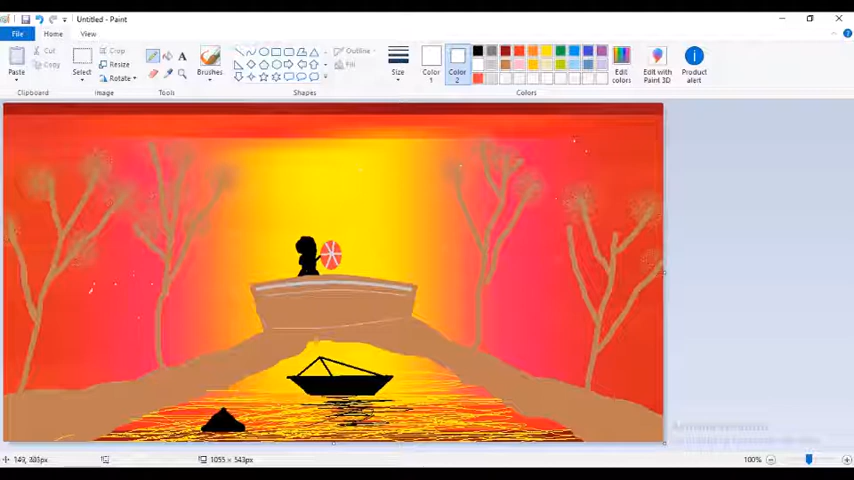 Untitled - Paint
File
Home
View
Paste
Cut
Copy
Clipboard
Select
Crop
Resize
Rotate
Image
Tools
Brushes
Shapes
Outline
Fill
Size
Color 1
Color 2
Colors
Edit colors
Edit with Paint 3D
Product alert
1055 × 543px
100%